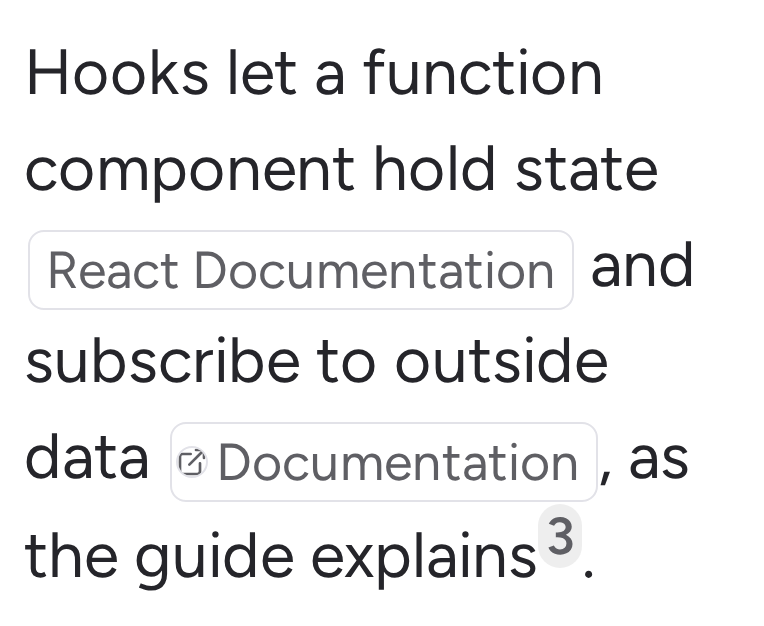 Hooks let a function
component hold state
React Documentation and
subscribe to outside
data Documentation, as
the guide explains3.